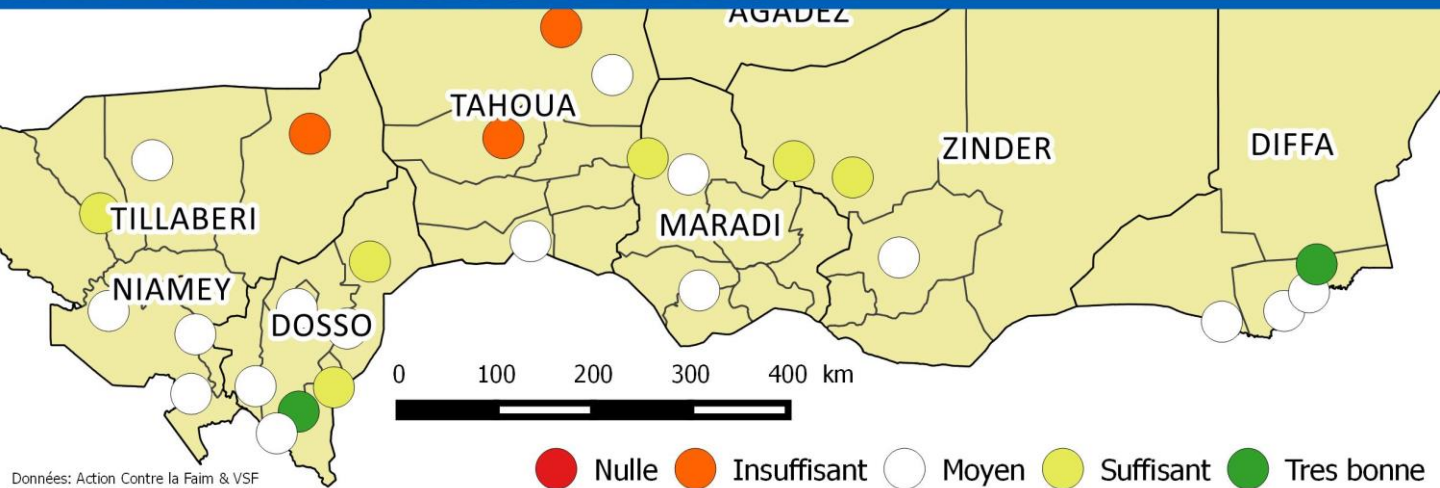 AGADEZ
TAHOUA
ZINDER
DIFFA
TILLABERI
MARADI
NIAMEY
DOSSO
0 100 200 300 400 km
Nulle Insuffisant Moyen Suffisant Tres bonne
Données: Action Contre la Faim & VSF